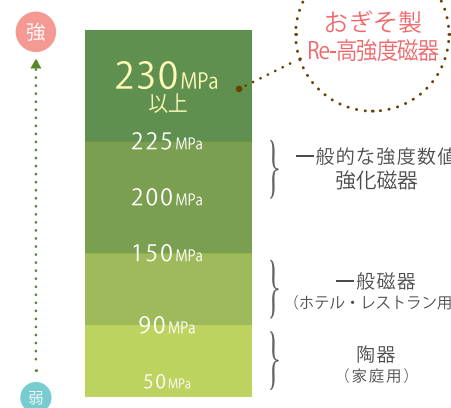 強
おぎそ製
Re-高強度磁器
230MPa
以上
225MPa
一般的な強度数値
強化磁器
200MPa
150MPa
一般磁器
(ホテル・レストラン用
90MPa
陶器
(家庭用)
50MPa
弱